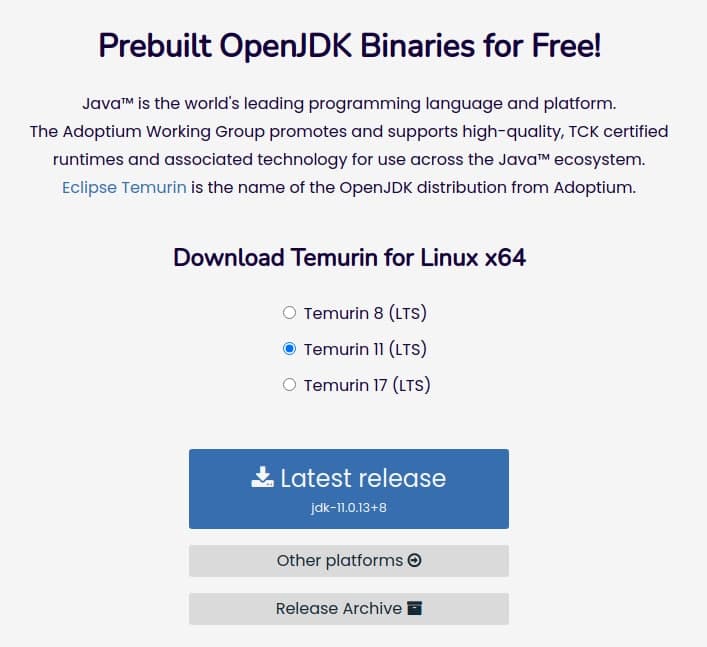 Prebuilt OpenJDK Binaries for Free!
Java™ is the world's leading programming language and platform.
The Adoptium Working Group promotes and supports high-quality, TCK certified
runtimes and associated technology for use across the Java™ ecosystem.
Eclipse Temurin is the name of the OpenJDK distribution from Adoptium.
Download Temurin for Linux x64
Temurin 8 (LTS)
Temurin 11 (LTS)
Temurin 17 (LTS)
Latest release
jdk-11.0.13+8
Other platforms
Release Archive